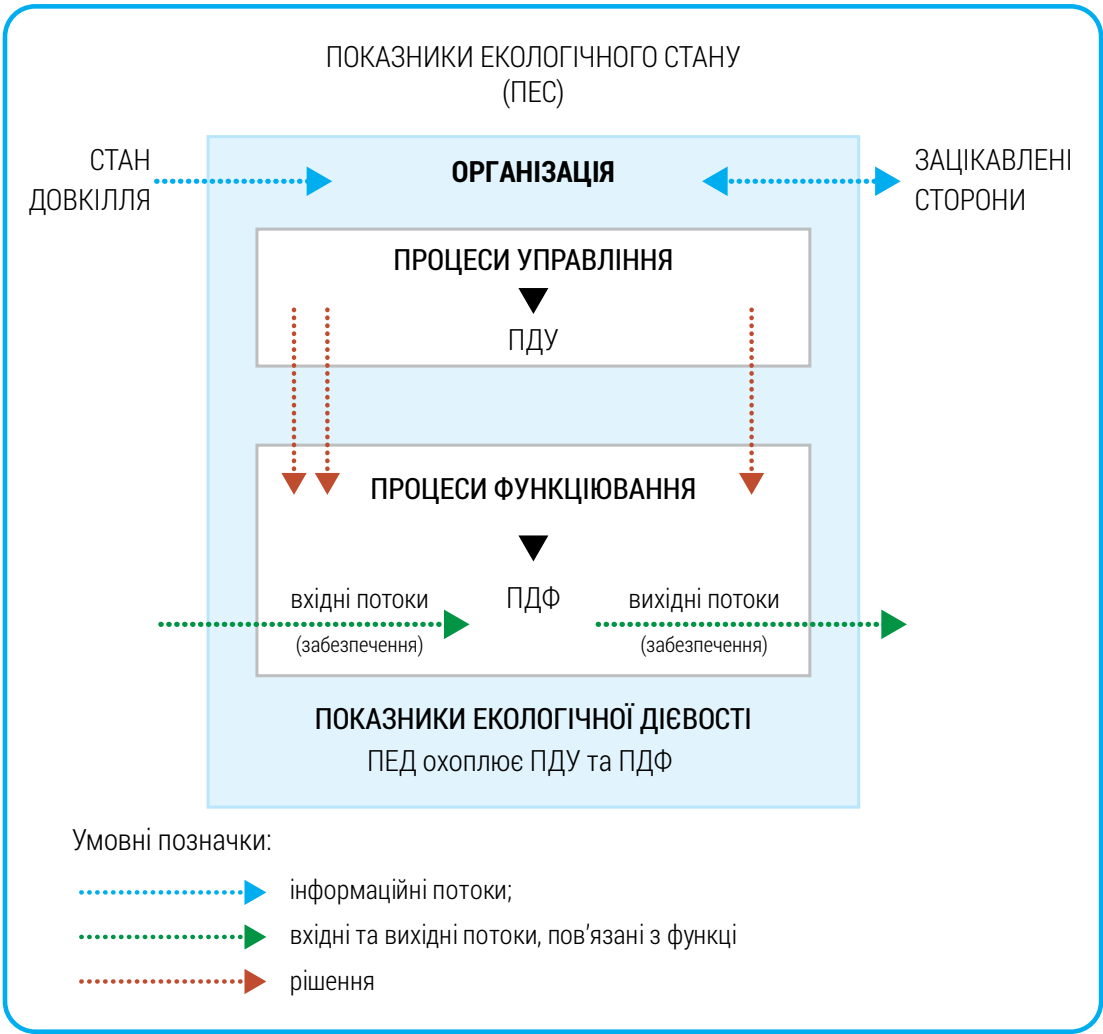 ПОКАЗНИКИ ЕКОЛОГІЧНОГО СТАНУ
(ПЕС)
СТАН
ДОВКІЛЛЯ
ОРГАНІЗАЦІЯ
ЗАЦІКАВЛЕНІ
СТОРОНИ
ПРОЦЕСИ УПРАВЛІННЯ
ПДУ
ПРОЦЕСИ ФУНКЦІЮВАННЯ
вхідні потоки
(забезпечення)
ПДФ
вихідні потоки
(забезпечення)
ПОКАЗНИКИ ЕКОЛОГІЧНОЇ ДІЄВОСТІ
ПЕД охоплює ПДУ та ПДФ
Умовні позначки:
інформаційні потоки;
вхідні та вихідні потоки, пов’язані з функці
рішення